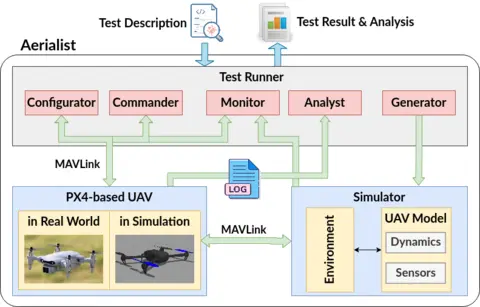 Test Description
Test Result & Analysis
Aerialist
Test Runner
Configurator
Commander
Monitor
Analyst
Generator
MAVLink
LOG
PX4-based UAV
Simulator
in Real World
in Simulation
MAVLink
Environment
UAV Model
Dynamics
Sensors